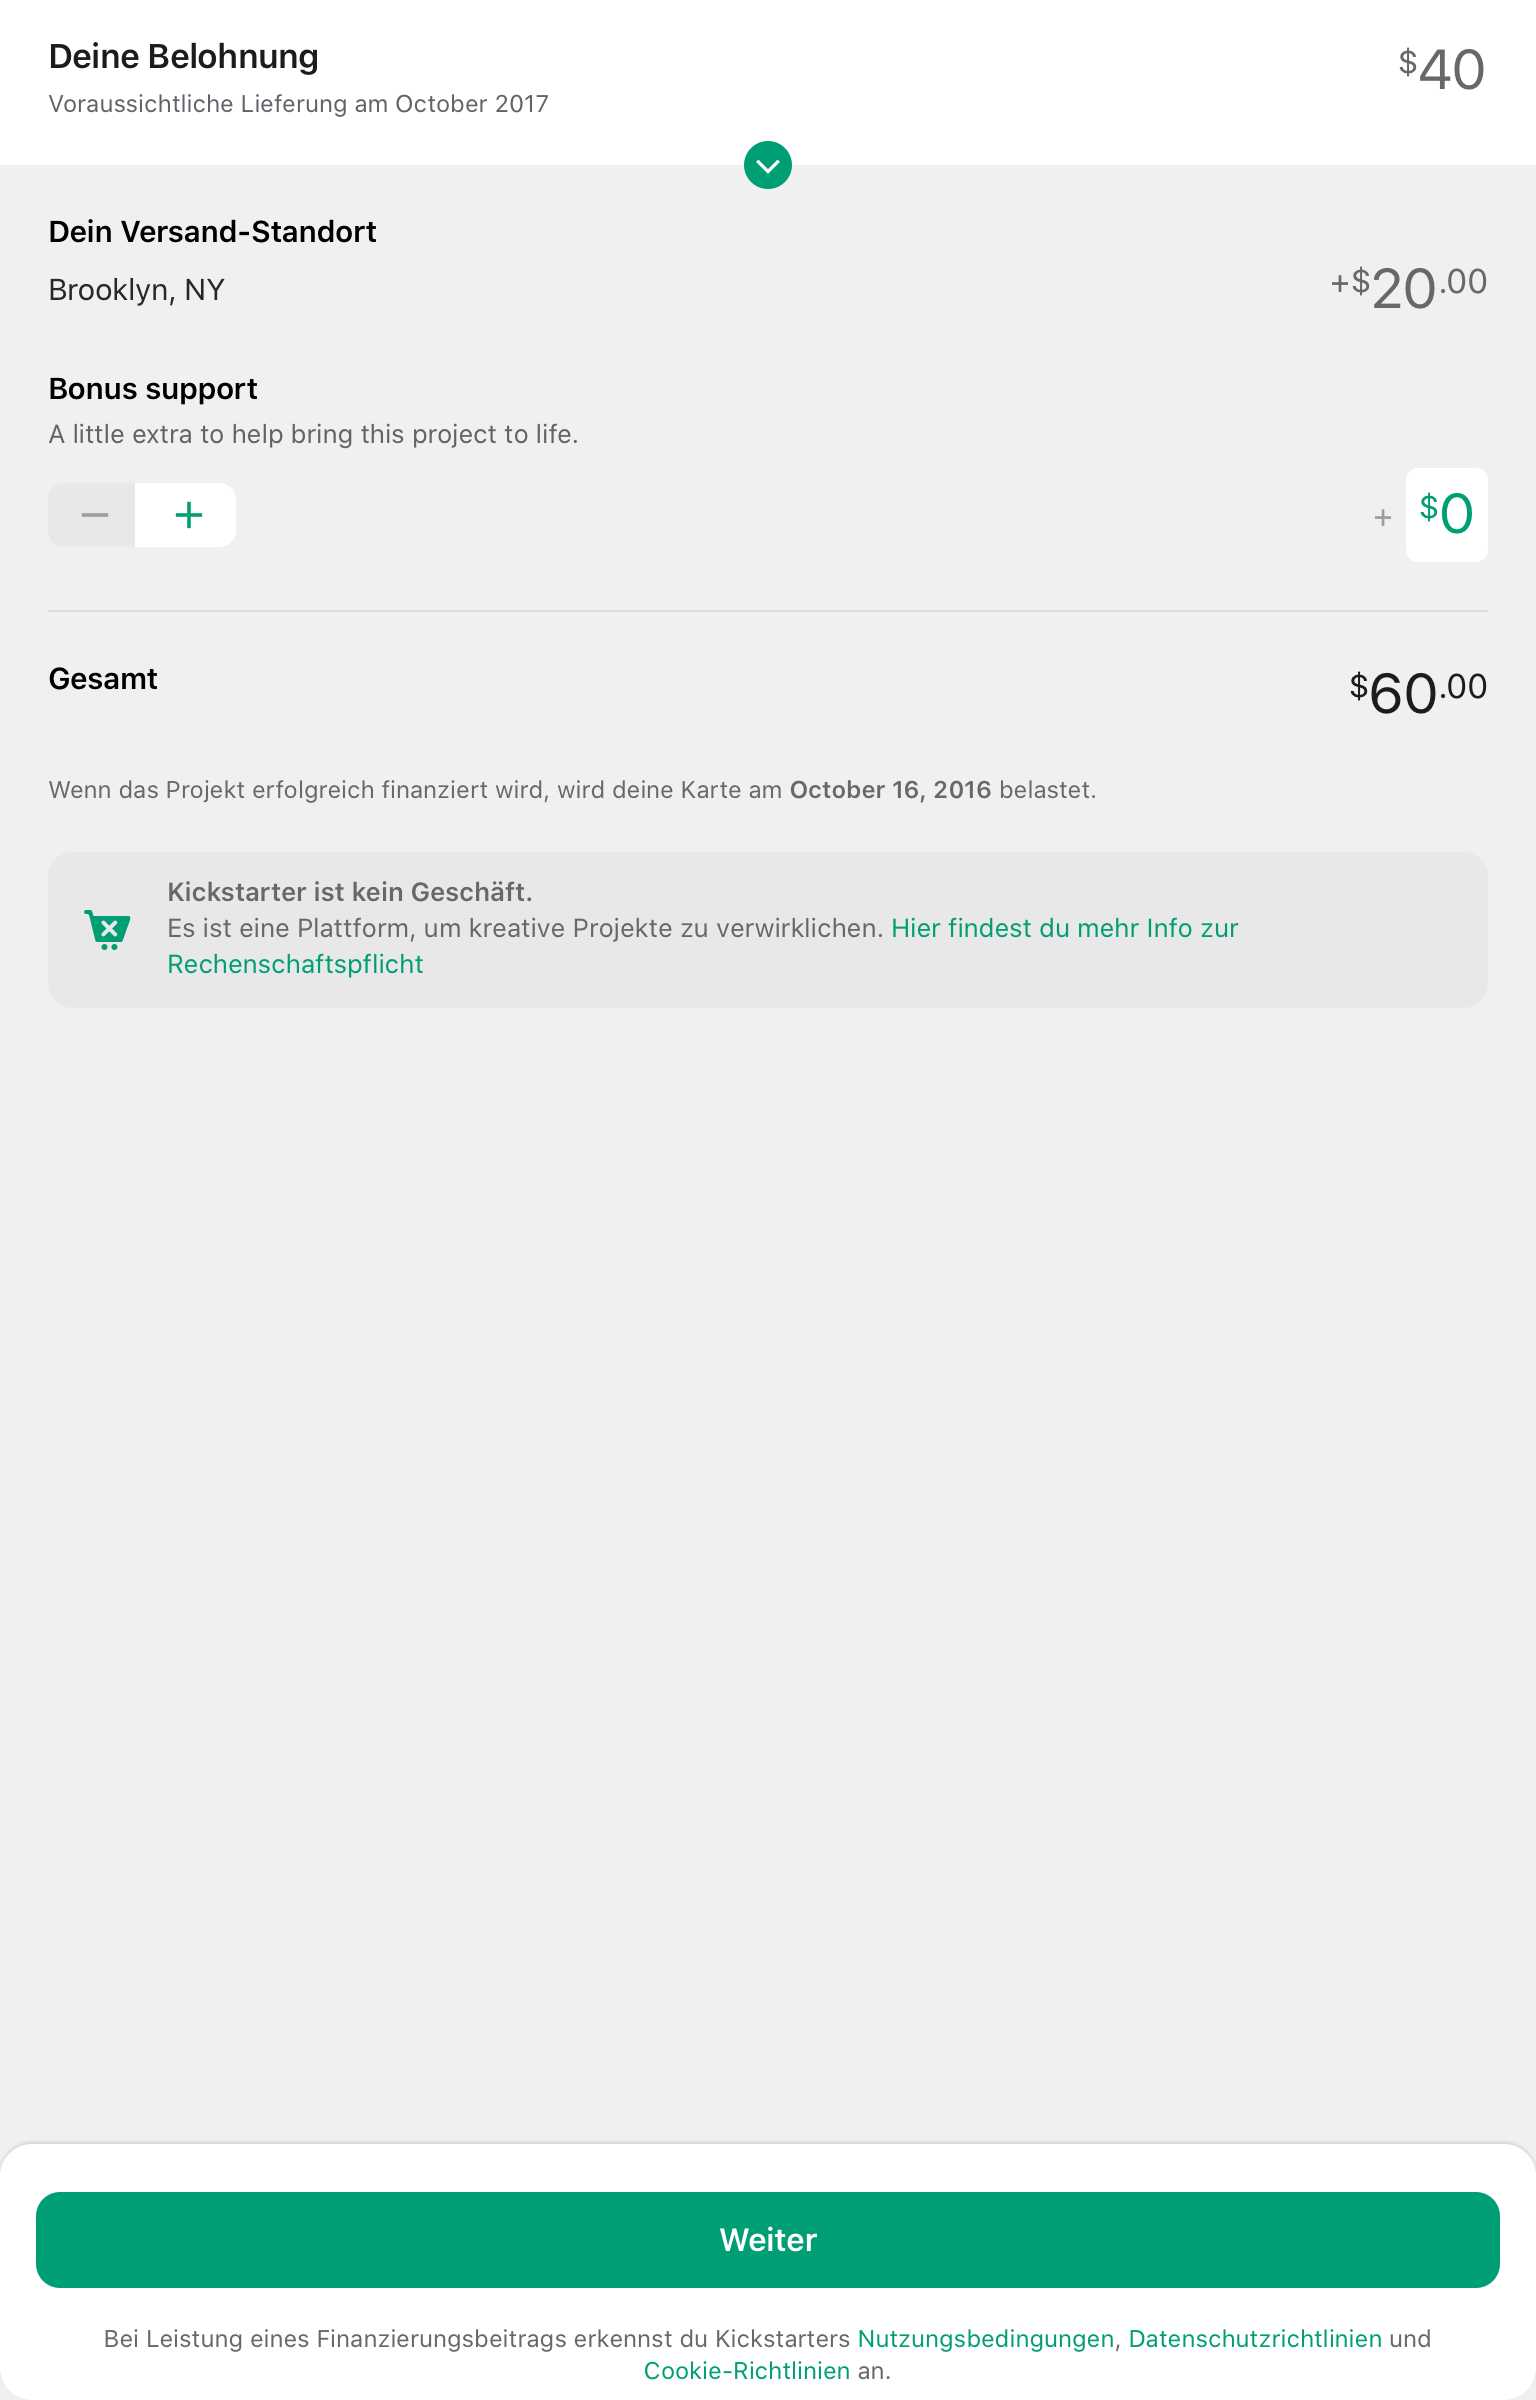 Deine Belohnung
$40
Voraussichtliche Lieferung am October 2017
Dein Versand-Standort
Brooklyn, NY
+$20.00
Bonus support
A little extra to help bring this project to life.
− +
+ $0
Gesamt
$60.00
Wenn das Projekt erfolgreich finanziert wird, wird deine Karte am October 16, 2016 belastet.
Kickstarter ist kein Geschäft.
Es ist eine Plattform, um kreative Projekte zu verwirklichen. Hier findest du mehr Info zur
Rechenschaftspflicht
Weiter
Bei Leistung eines Finanzierungsbeitrags erkennst du Kickstarters Nutzungsbedingungen, Datenschutzrichtlinien und
Cookie-Richtlinien an.